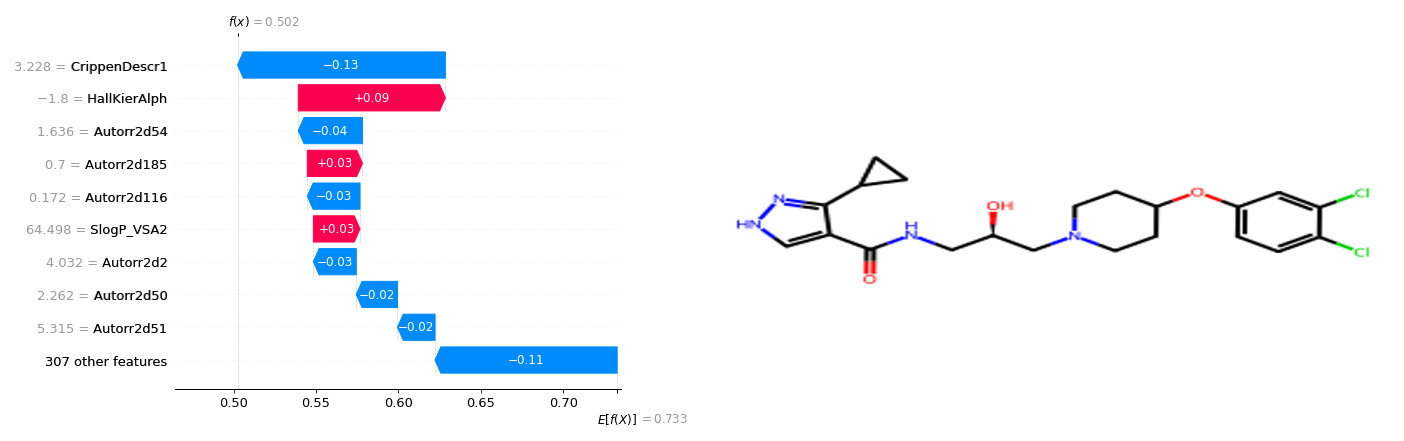 f(x) = 0.502
3.228 = CrippenDescr1
−0.13
−1.8 = HallKierAlph
+0.09
1.636 = Autorr2d54
−0.04
0.7 = Autorr2d185
+0.03
0.172 = Autorr2d116
−0.03
64.498 = SlogP_VSA2
+0.03
4.032 = Autorr2d2
−0.03
2.262 = Autorr2d50
−0.02
5.315 = Autorr2d51
−0.02
307 other features
−0.11
0.50 0.55 0.60 0.65 0.70
E[f(X)] = 0.733
N
HN
O
H
N
OH
N
O
Cl
Cl